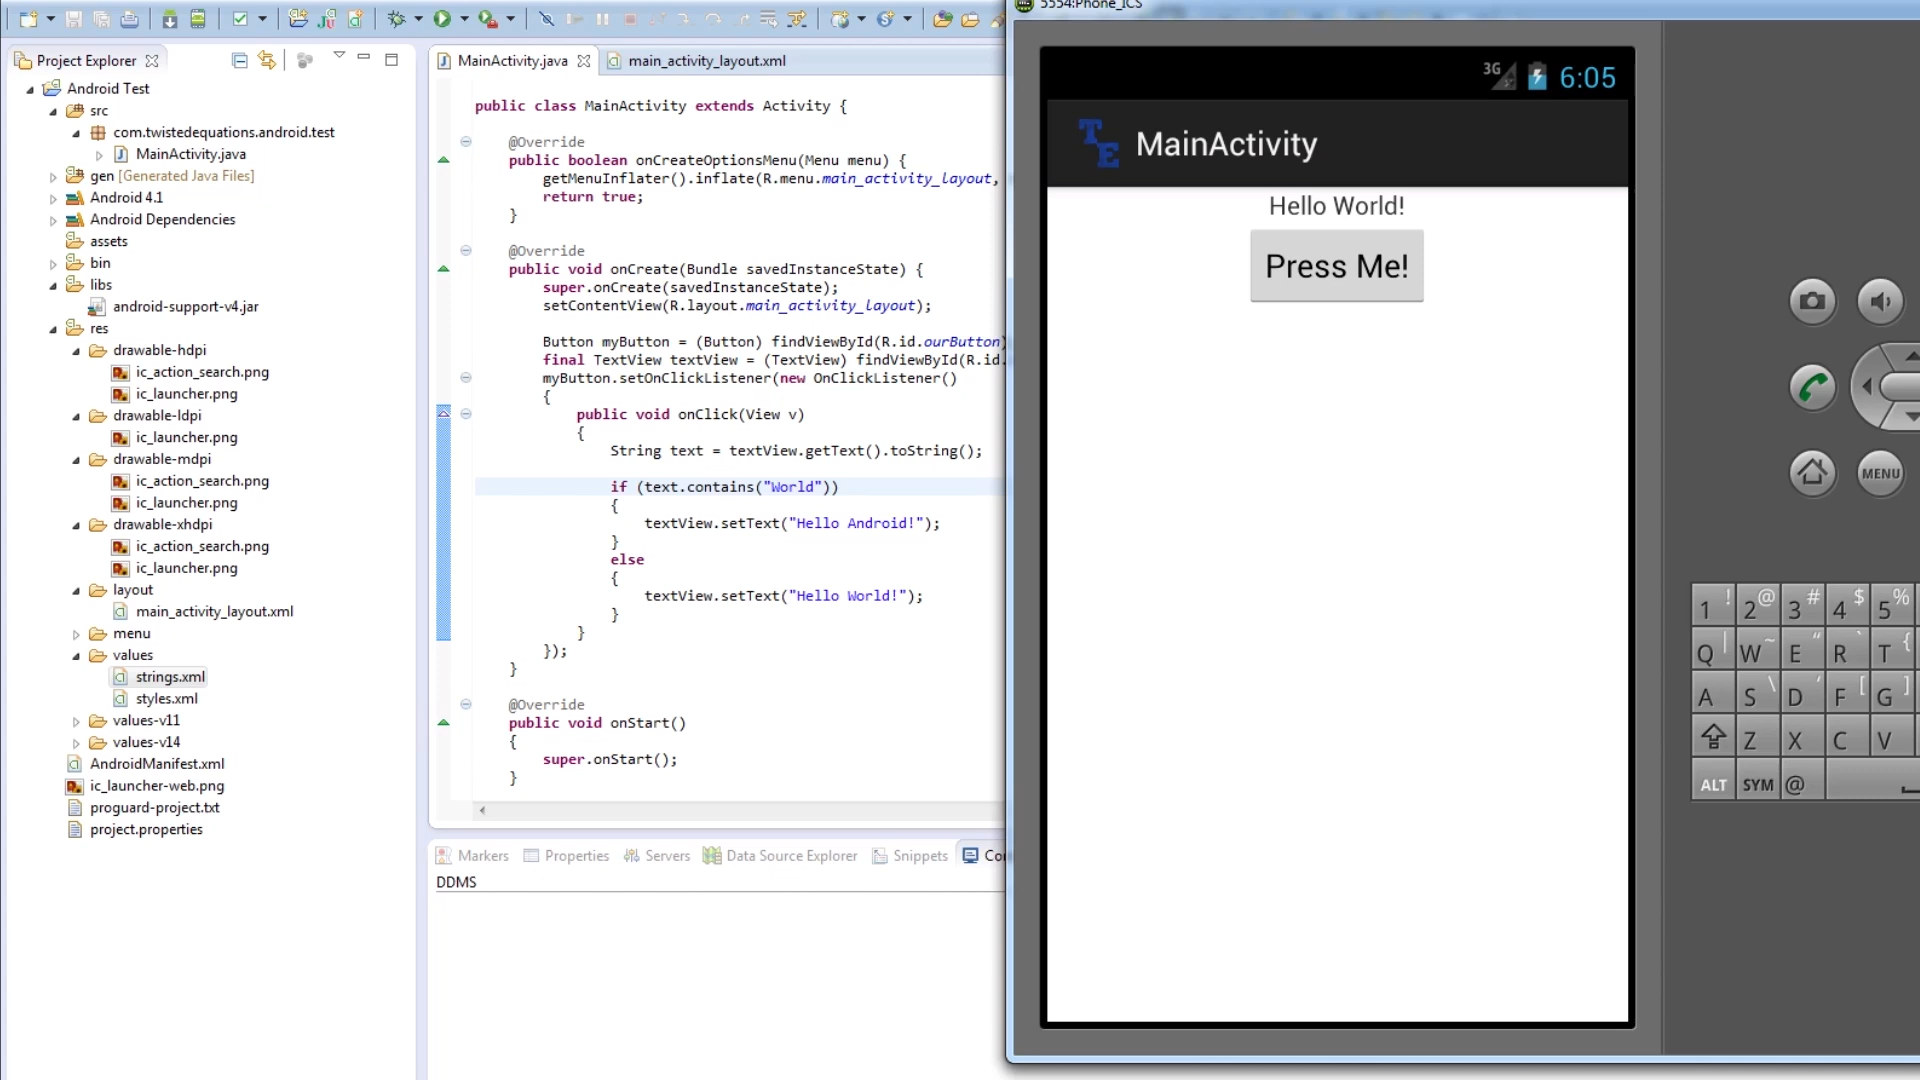 5554:Phone_ICS
Project Explorer
MainActivity.java
main_activity_layout.xml
Android Test
src
com.twistedequations.android.test
MainActivity.java
gen [Generated Java Files]
Android 4.1
Android Dependencies
assets
bin
libs
android-support-v4.jar
res
drawable-hdpi
ic_action_search.png
ic_launcher.png
drawable-ldpi
ic_launcher.png
drawable-mdpi
ic_action_search.png
ic_launcher.png
drawable-xhdpi
ic_action_search.png
ic_launcher.png
layout
main_activity_layout.xml
menu
values
strings.xml
styles.xml
values-v11
values-v14
AndroidManifest.xml
ic_launcher-web.png
proguard-project.txt
project.properties
public class MainActivity extends Activity {
@Override
public boolean onCreateOptionsMenu(Menu menu) {
getMenuInflater().inflate(R.menu.main_activity_layout,
return true;
}
@Override
public void onCreate(Bundle savedInstanceState) {
super.onCreate(savedInstanceState);
setContentView(R.layout.main_activity_layout);
Button myButton = (Button) findViewById(R.id.ourButton)
final TextView textView = (TextView) findViewById(R.id.
myButton.setOnClickListener(new OnClickListener()
{
public void onClick(View v)
{
String text = textView.getText().toString();
if (text.contains("World"))
{
textView.setText("Hello Android!");
}
else
{
textView.setText("Hello World!");
}
}
});
}
@Override
public void onStart()
{
super.onStart();
}
Markers Properties Servers Data Source Explorer Snippets
DDMS
3G 6:05
TE MainActivity
Hello World!
Press Me!
MENU
1 ! 2 @ 3 # 4 $ 5 %
Q | W ~ E “ R ` T {
A S \ D ' F [ G ]
Z X C V
ALT SYM @